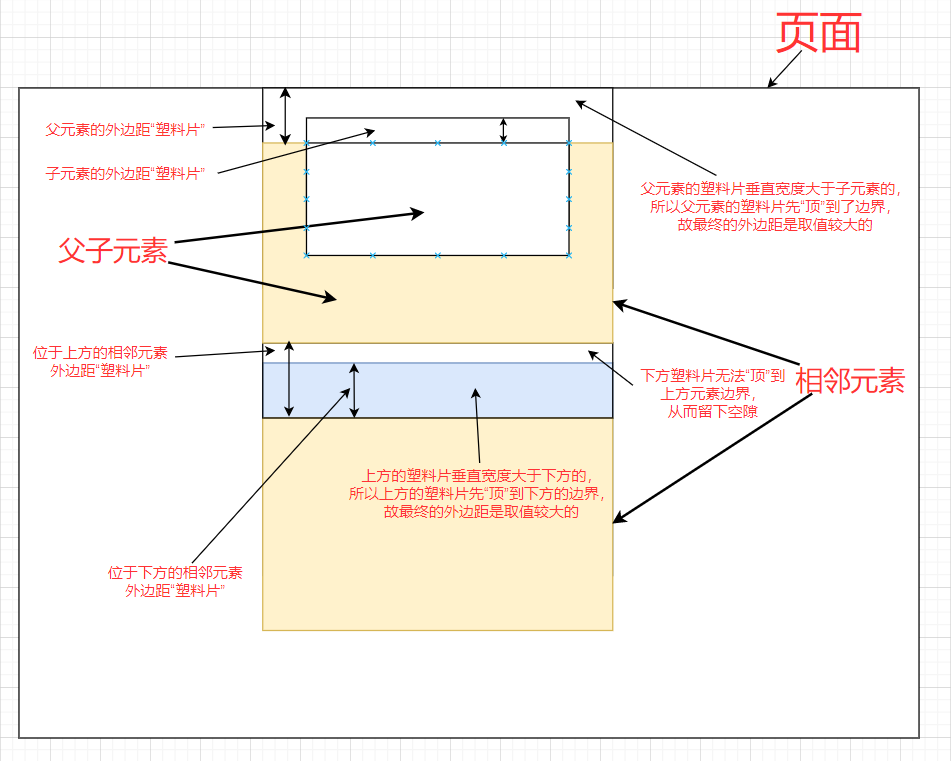 页面
父元素的外边距“塑料片”
子元素的外边距“塑料片”
父元素的塑料片垂直宽度大于子元素的,
所以父元素的塑料片先“顶”到了边界,
故最终的外边距是取值较大的
父子元素
位于上方的相邻元素
外边距“塑料片”
下方塑料片无法“顶”到
上方元素边界,
从而留下空隙
相邻元素
上方的塑料片垂直宽度大于下方的,
所以上方的塑料片先“顶”到下方的边界,
故最终的外边距是取值较大的
位于下方的相邻元素
外边距“塑料片”